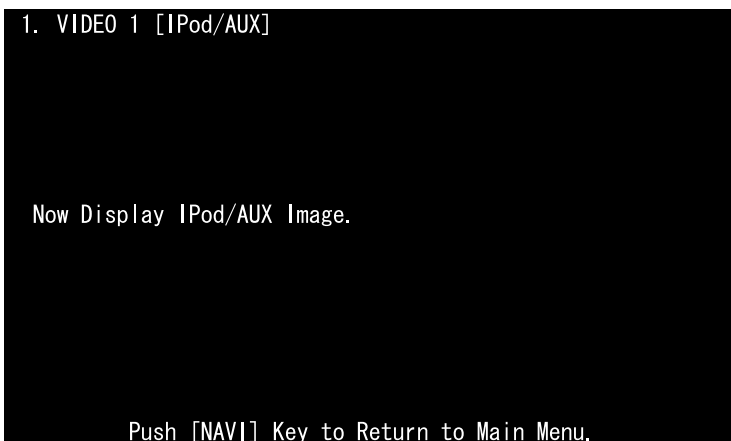 1. VIDEO 1 [IPod/AUX]
Now Display IPod/AUX Image.
Push [NAVI] Key to Return to Main Menu.